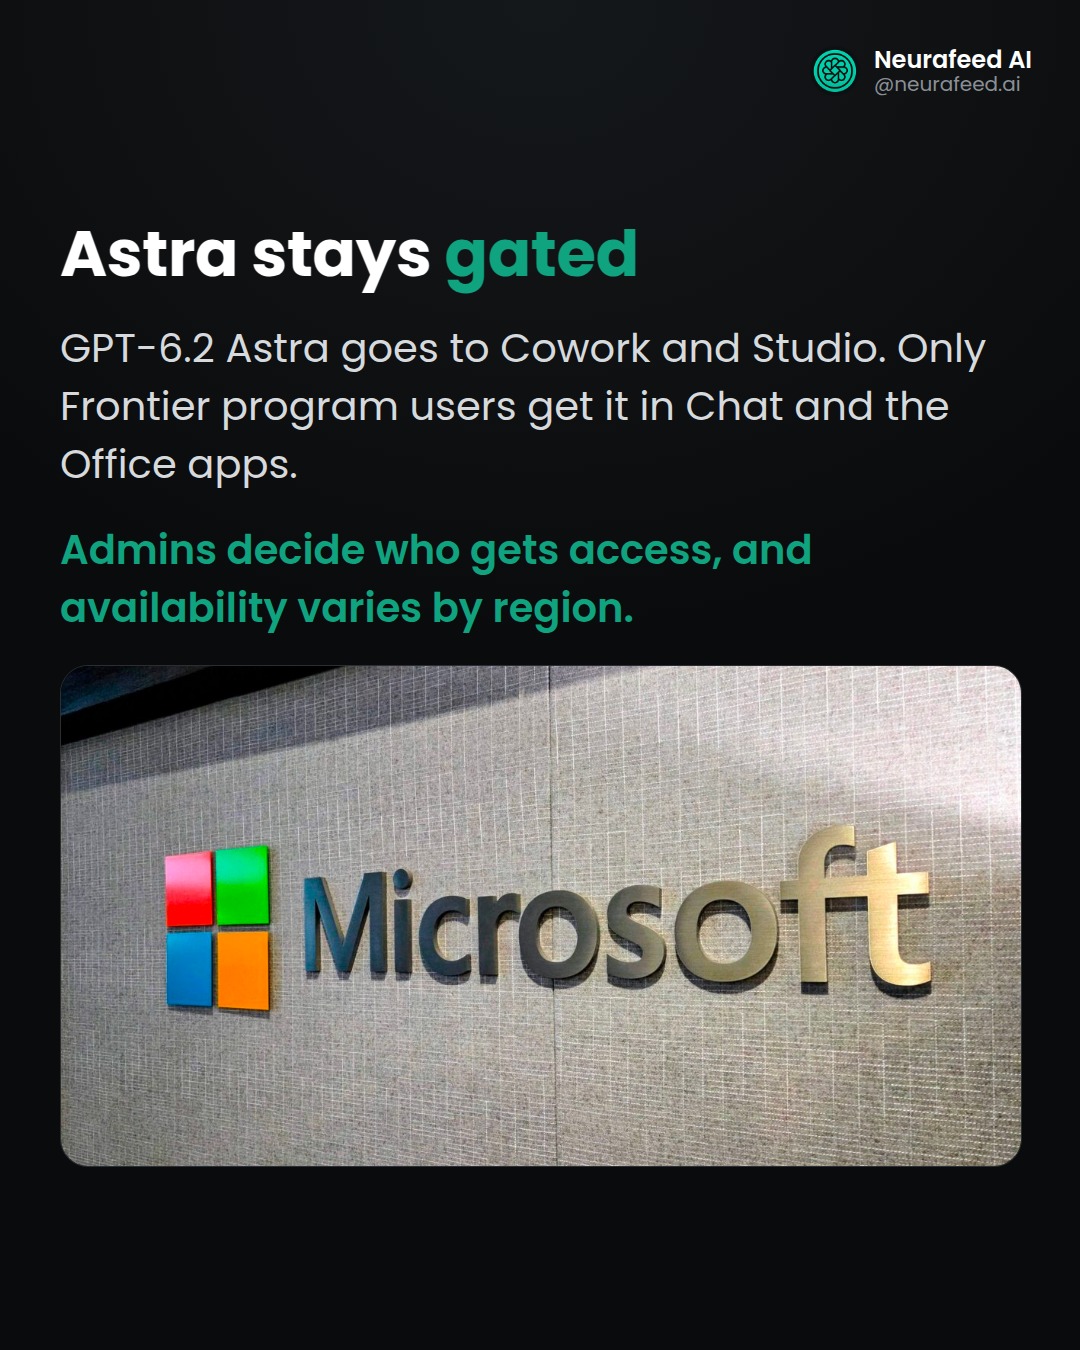 Neurafeed AI
@neurafeed.ai
Astra stays gated
GPT-6.2 Astra goes to Cowork and Studio. Only
Frontier program users get it in Chat and the
Office apps.
Admins decide who gets access, and
availability varies by region.
Microsoft